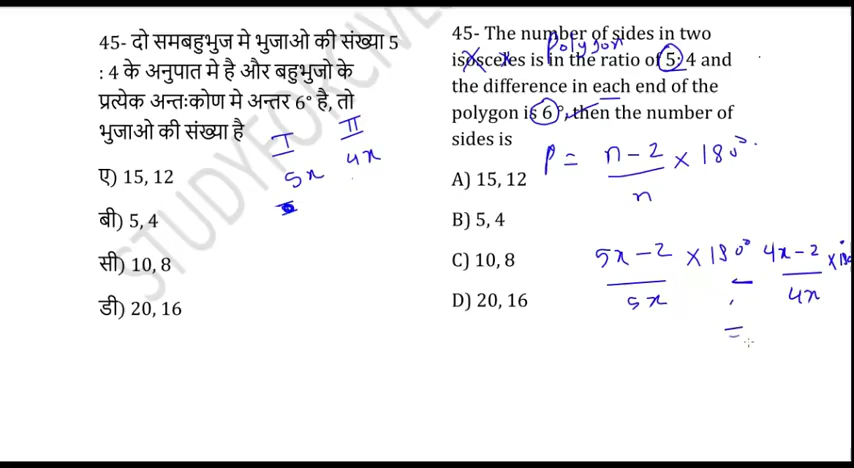 45- दो समबहुभुज मे भुजाओ की संख्या 5
: 4 के अनुपात मे है और बहुभुजो के
प्रत्येक अन्तःकोण मे अन्तर 6° है, तो
भुजाओ की संख्या है
I II
5x 4x
ए) 15, 12
बी) 5, 4
सी) 10, 8
डी) 20, 16
45- The number of sides in two
polygon
isosceles is in the ratio of 5: 4 and
the difference in each end of the
polygon is 6°, then the number of
sides is
P = n-2/n × 180°.
A) 15, 12
B) 5, 4
C) 10, 8
D) 20, 16
5x-2/5x × 180° - 4x-2/4x × 180
=
STUDYFORCIVE